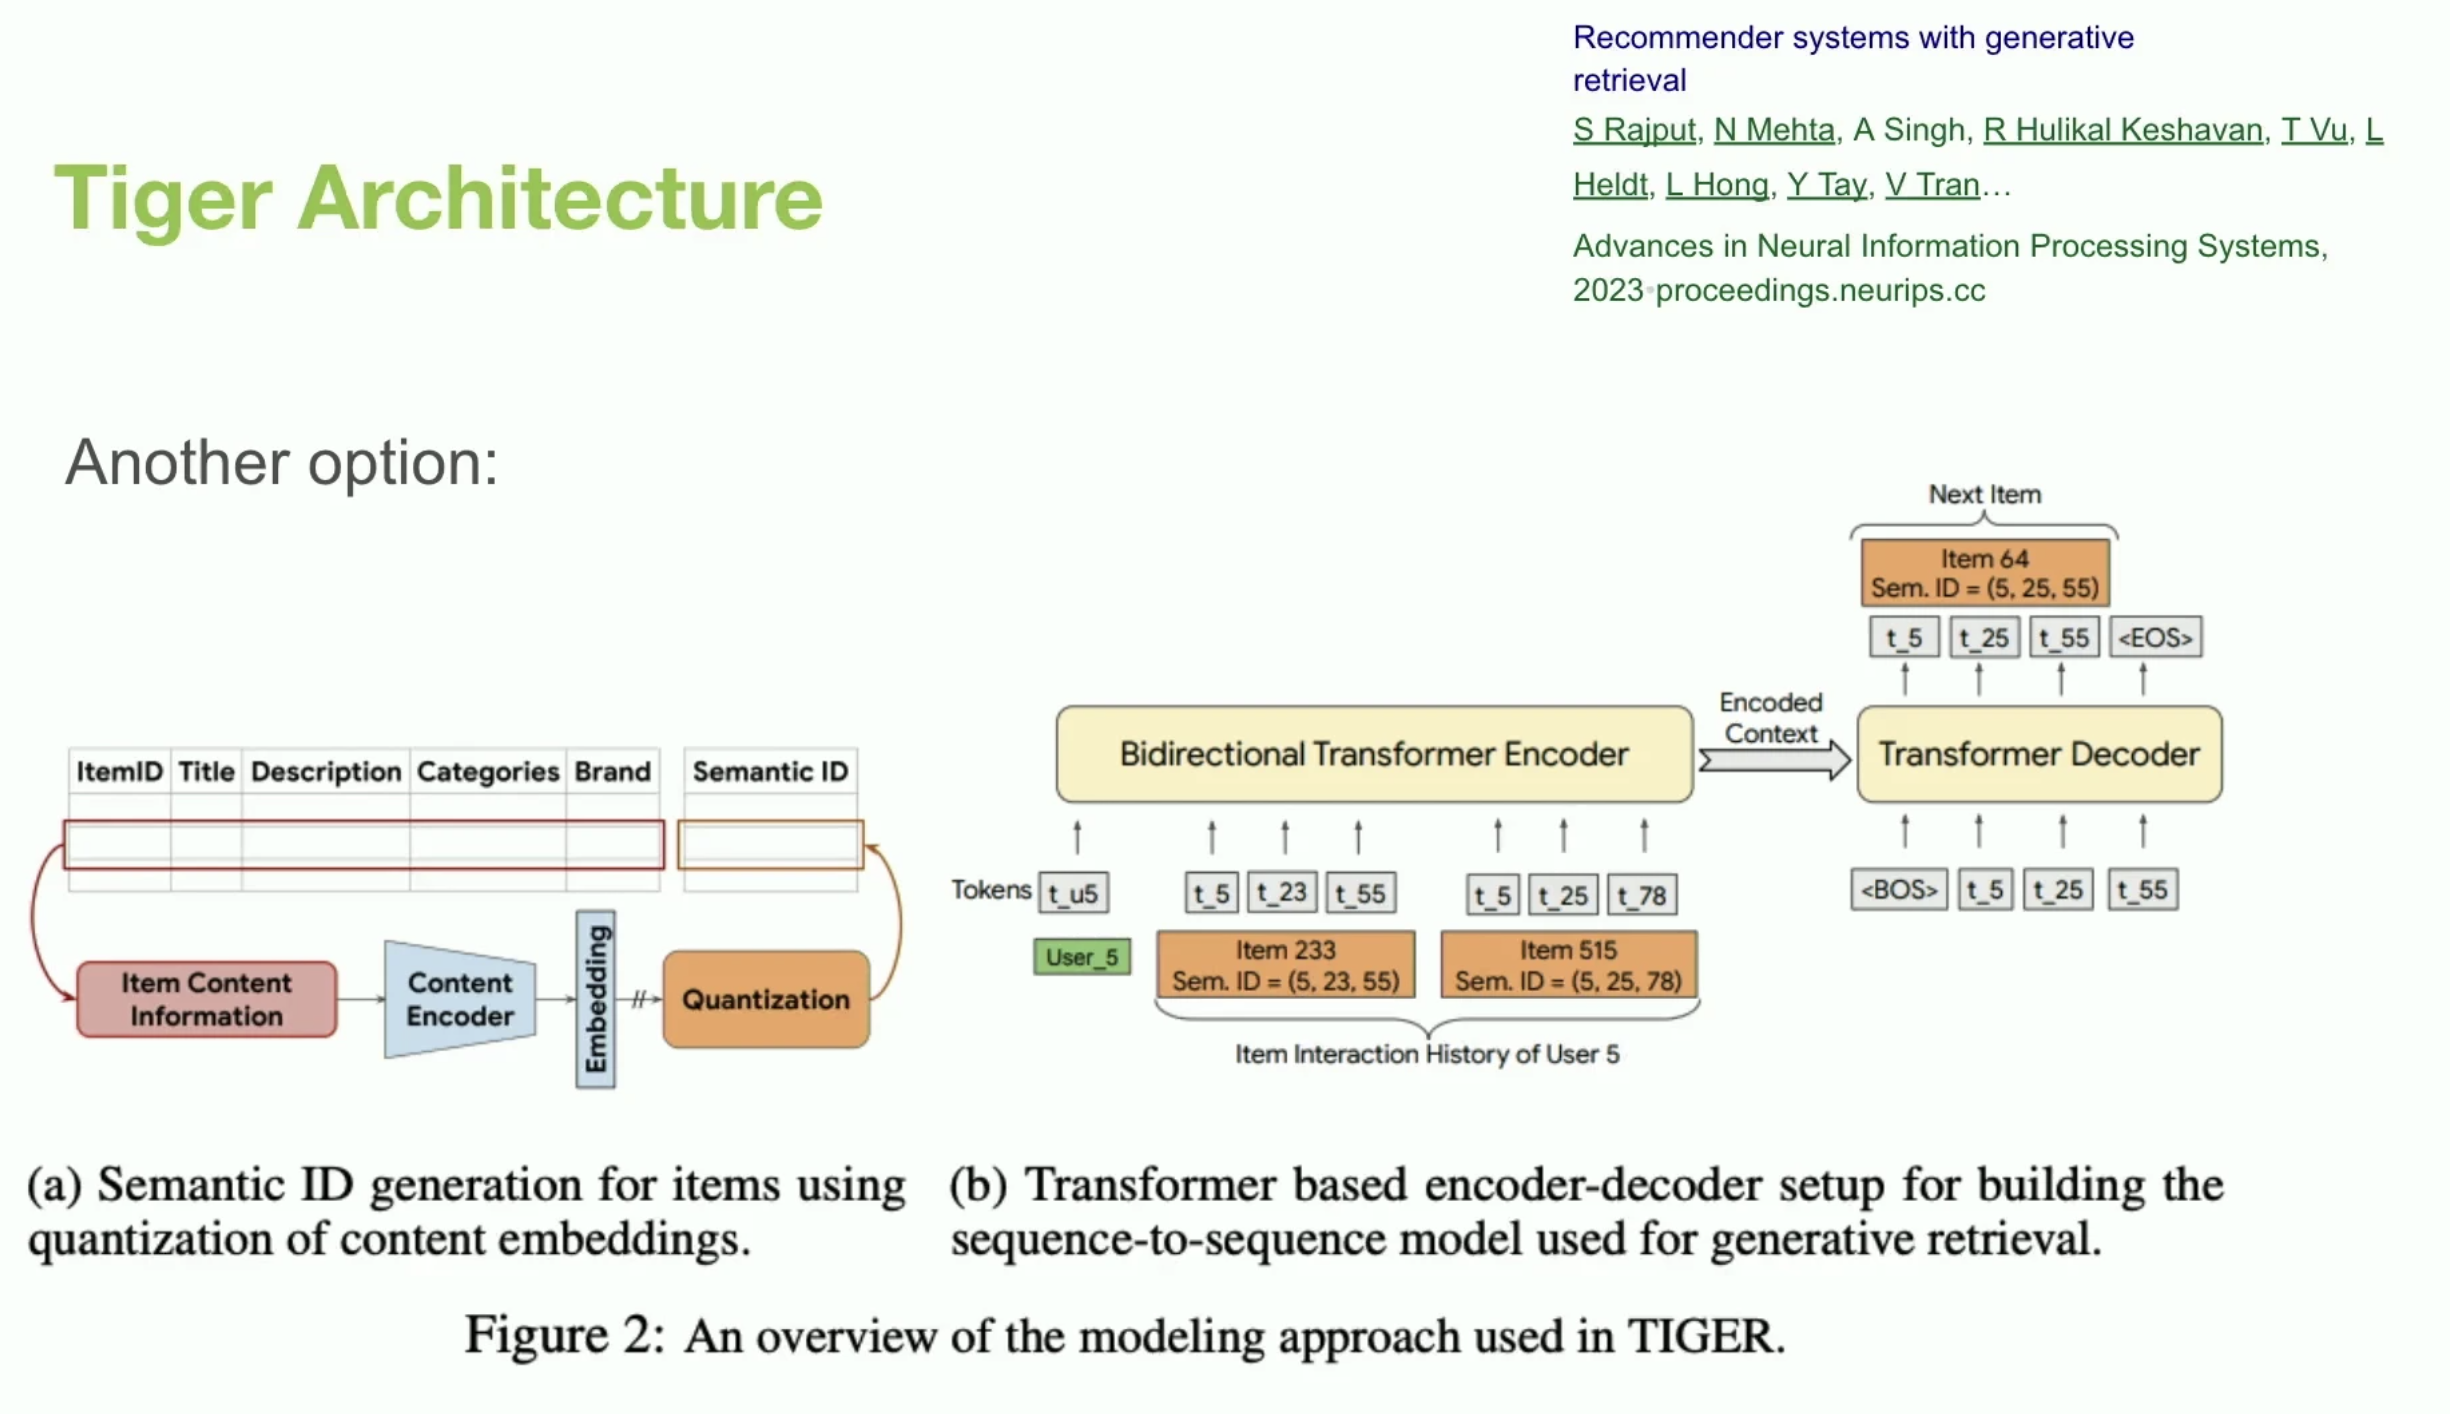 Recommender systems with generative
retrieval
S Rajput, N Mehta, A Singh, R Hulikal Keshavan, T Vu, L
Heldt, L Hong, Y Tay, V Tran…
Advances in Neural Information Processing Systems,
2023•proceedings.neurips.cc
Tiger Architecture
Another option:
ItemID Title Description Categories Brand Semantic ID
Item Content
Information
Content
Encoder
Embedding
//
Quantization
(a) Semantic ID generation for items using
quantization of content embeddings.
Next Item
Item 64
Sem. ID = (5, 25, 55)
t_5 t_25 t_55 <EOS>
Bidirectional Transformer Encoder
Encoded
Context
Transformer Decoder
Tokens t_u5 t_5 t_23 t_55 t_5 t_25 t_78
<BOS> t_5 t_25 t_55
User_5
Item 233
Sem. ID = (5, 23, 55)
Item 515
Sem. ID = (5, 25, 78)
Item Interaction History of User 5
(b) Transformer based encoder-decoder setup for building the
sequence-to-sequence model used for generative retrieval.
Figure 2: An overview of the modeling approach used in TIGER.